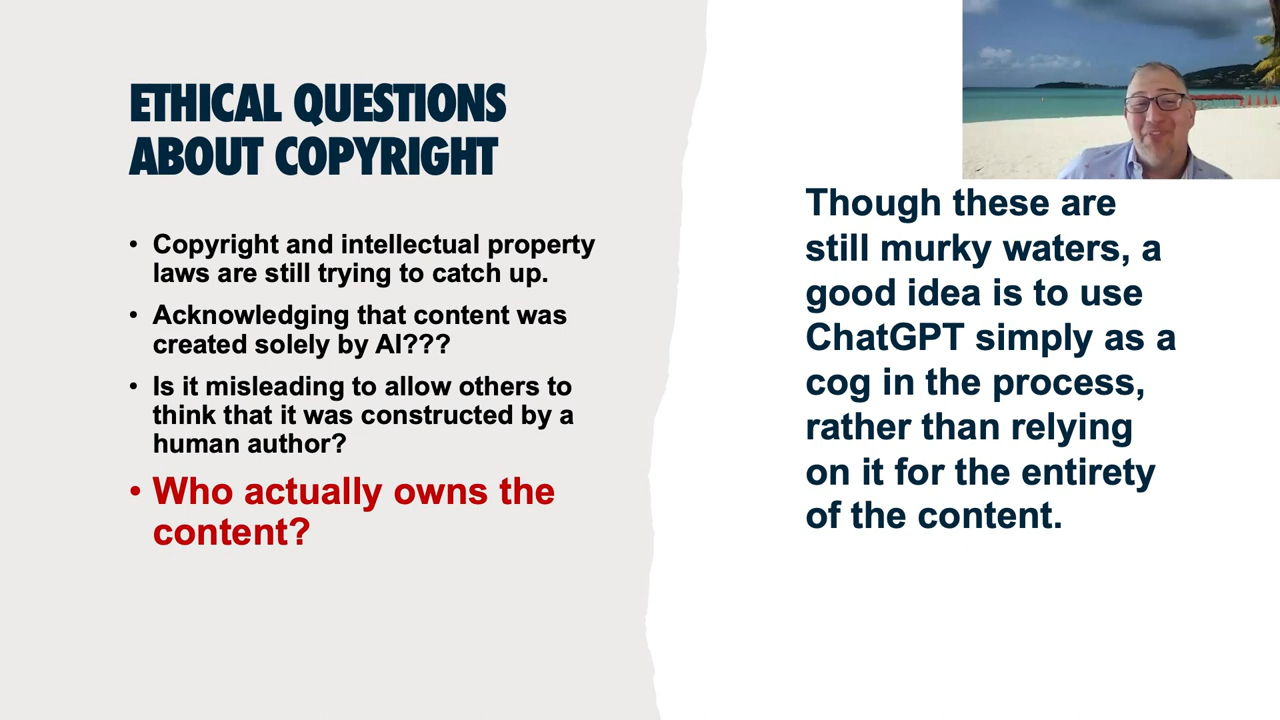 ETHICAL QUESTIONS
ABOUT COPYRIGHT
• Copyright and intellectual property
laws are still trying to catch up.
• Acknowledging that content was
created solely by AI???
• Is it misleading to allow others to
think that it was constructed by a
human author?
• Who actually owns the
content?
Though these are
still murky waters, a
good idea is to use
ChatGPT simply as a
cog in the process,
rather than relying
on it for the entirety
of the content.